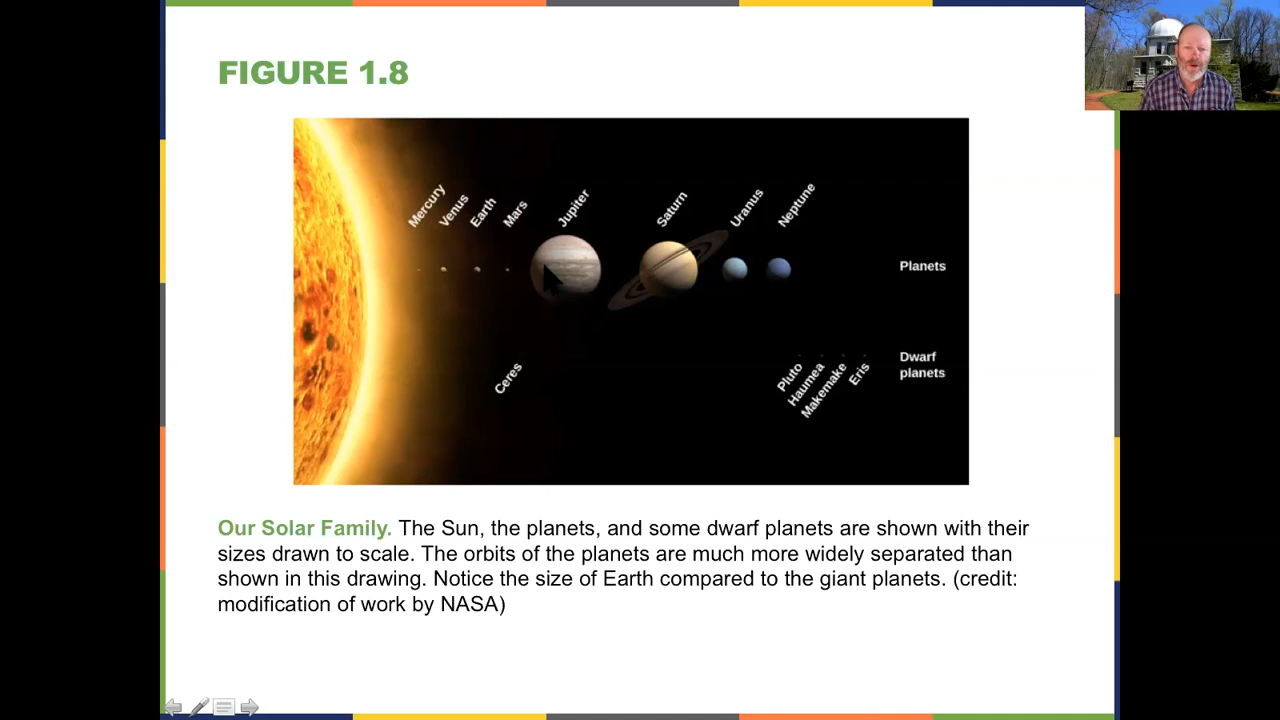 FIGURE 1.8
Mercury
Venus
Earth
Mars
Jupiter
Saturn
Uranus
Neptune
Planets
Ceres
Pluto
Haumea
Makemake
Eris
Dwarf
planets
Our Solar Family. The Sun, the planets, and some dwarf planets are shown with their
sizes drawn to scale. The orbits of the planets are much more widely separated than
shown in this drawing. Notice the size of Earth compared to the giant planets. (credit:
modification of work by NASA)